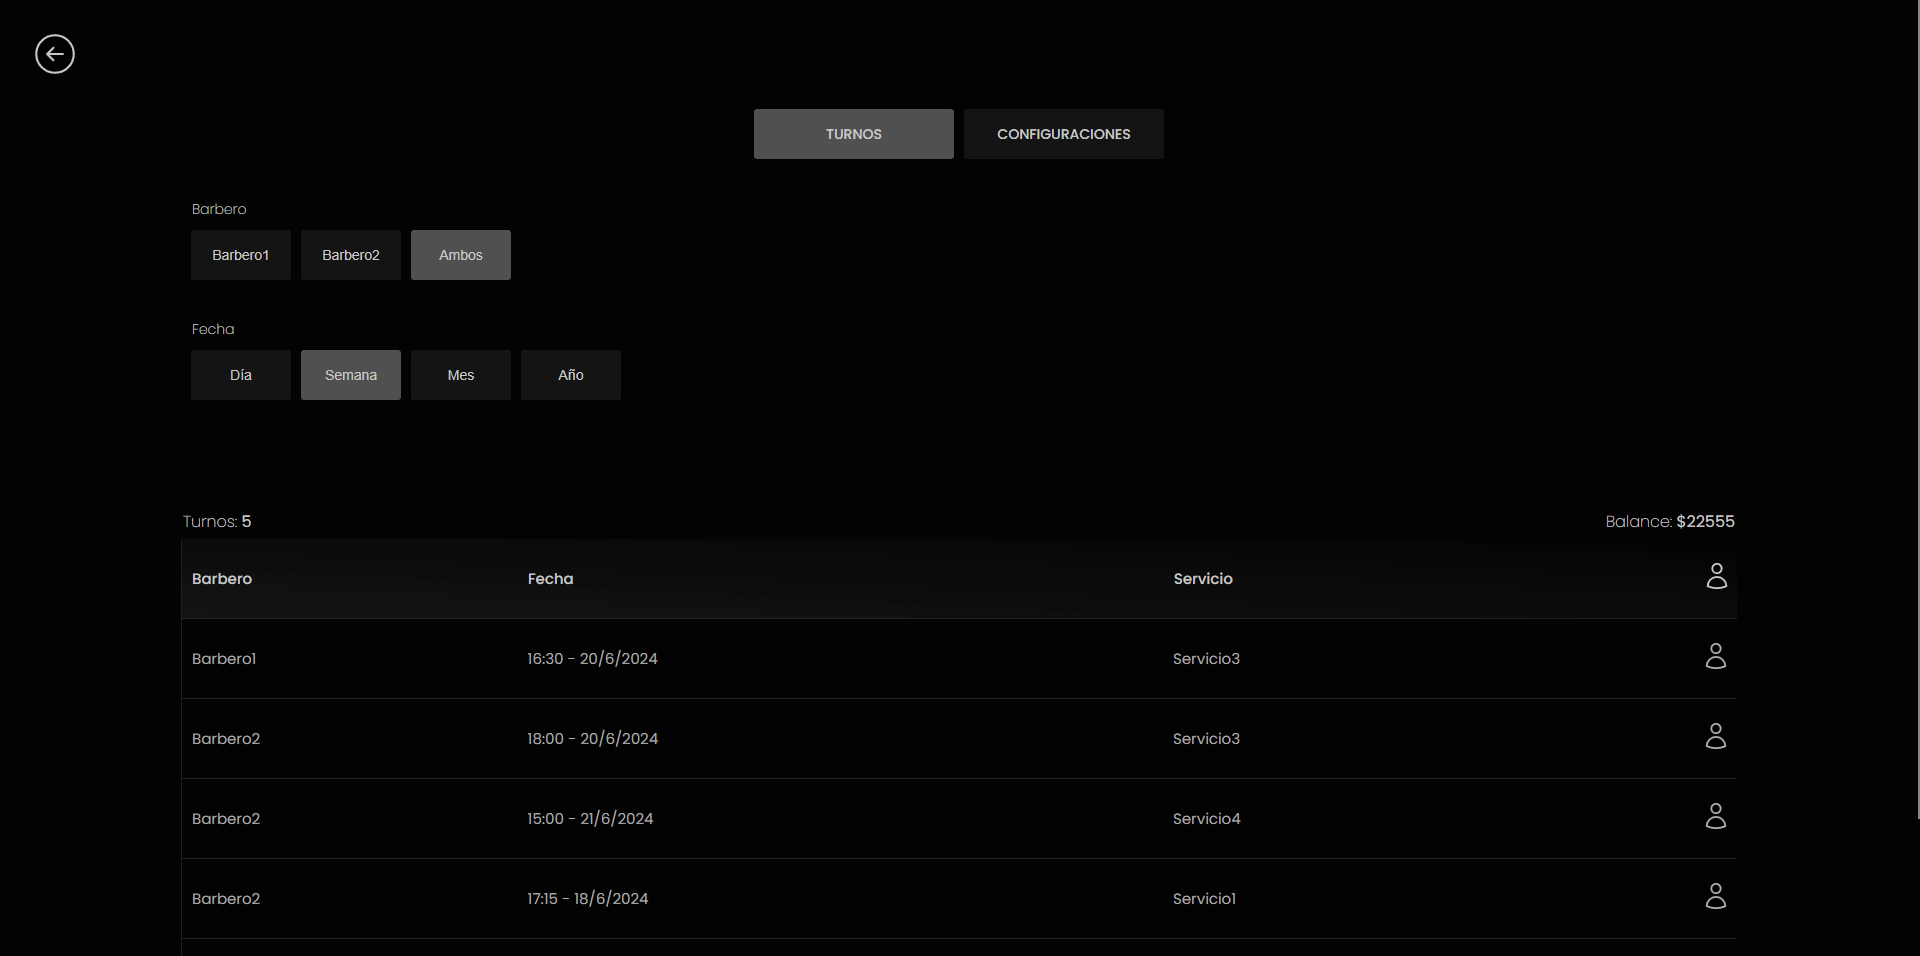 TURNOS CONFIGURACIONES
Barbero
Barbero1 Barbero2 Ambos
Fecha
Día Semana Mes Año
Turnos: 5 Balance: $22555
Barbero Fecha Servicio
Barbero1 16:30 - 20/6/2024 Servicio3
Barbero2 18:00 - 20/6/2024 Servicio3
Barbero2 15:00 - 21/6/2024 Servicio4
Barbero2 17:15 - 18/6/2024 Servicio1